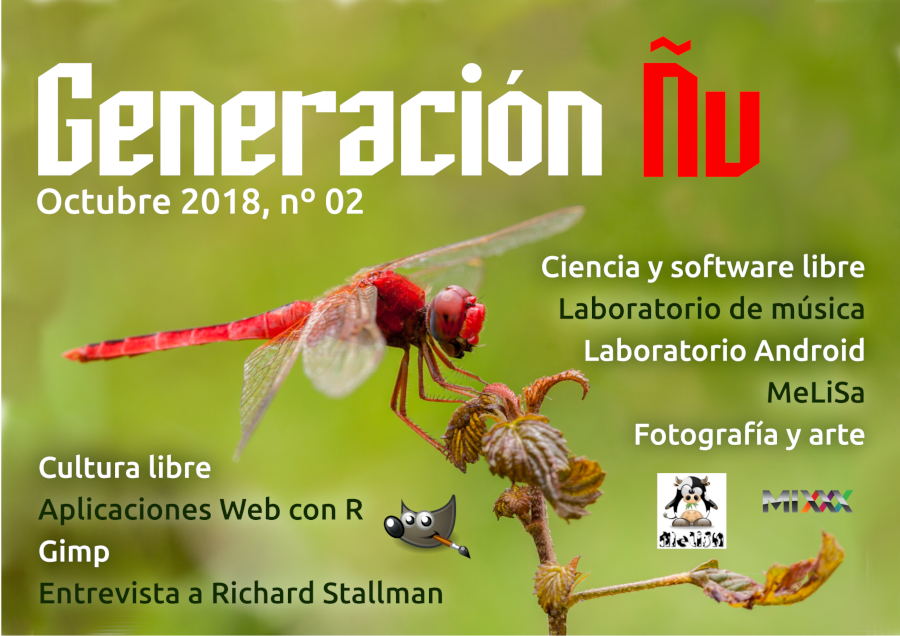 Generación Ñu
Octubre 2018, nº 02
Ciencia y software libre
Laboratorio de música
Laboratorio Android
MeLiSa
Fotografía y arte
Cultura libre
Aplicaciones Web con R
Gimp
Entrevista a Richard Stallman
MIXXX